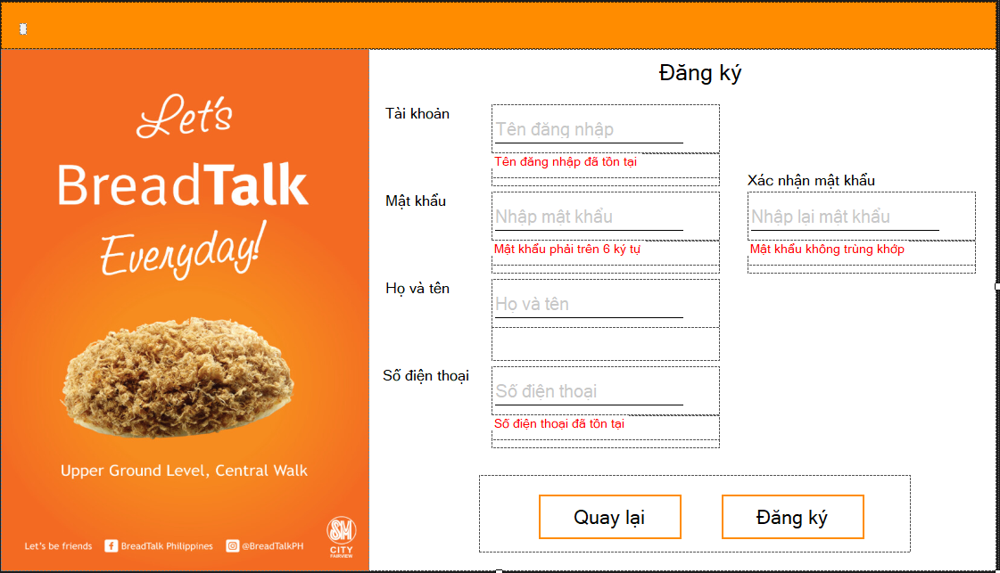 Let's
BreadTalk
Everyday!
Upper Ground Level, Central Walk
Let's be friends
BreadTalk Philippines
@BreadTalkPH
SM
CITY
FAIRVIEW
Đăng ký
Tài khoản
Tên đăng nhập
Tên đăng nhập đã tồn tại
Mật khẩu
Nhập mật khẩu
Mật khẩu phải trên 6 ký tự
Xác nhận mật khẩu
Nhập lại mật khẩu
Mật khẩu không trùng khớp
Họ và tên
Họ và tên
Số điện thoại
Số điện thoại
Số điện thoại đã tồn tại
Quay lại
Đăng ký